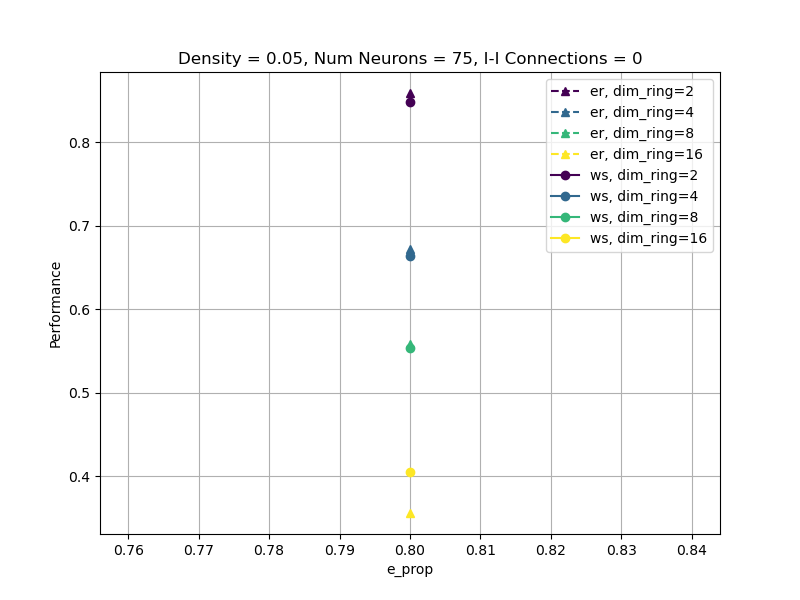 Density = 0.05, Num Neurons = 75, I-I Connections = 0
er, dim_ring=2
er, dim_ring=4
er, dim_ring=8
er, dim_ring=16
ws, dim_ring=2
ws, dim_ring=4
ws, dim_ring=8
ws, dim_ring=16
Performance
0.8
0.7
0.6
0.5
0.4
0.76 0.77 0.78 0.79 0.80 0.81 0.82 0.83 0.84
e_prop